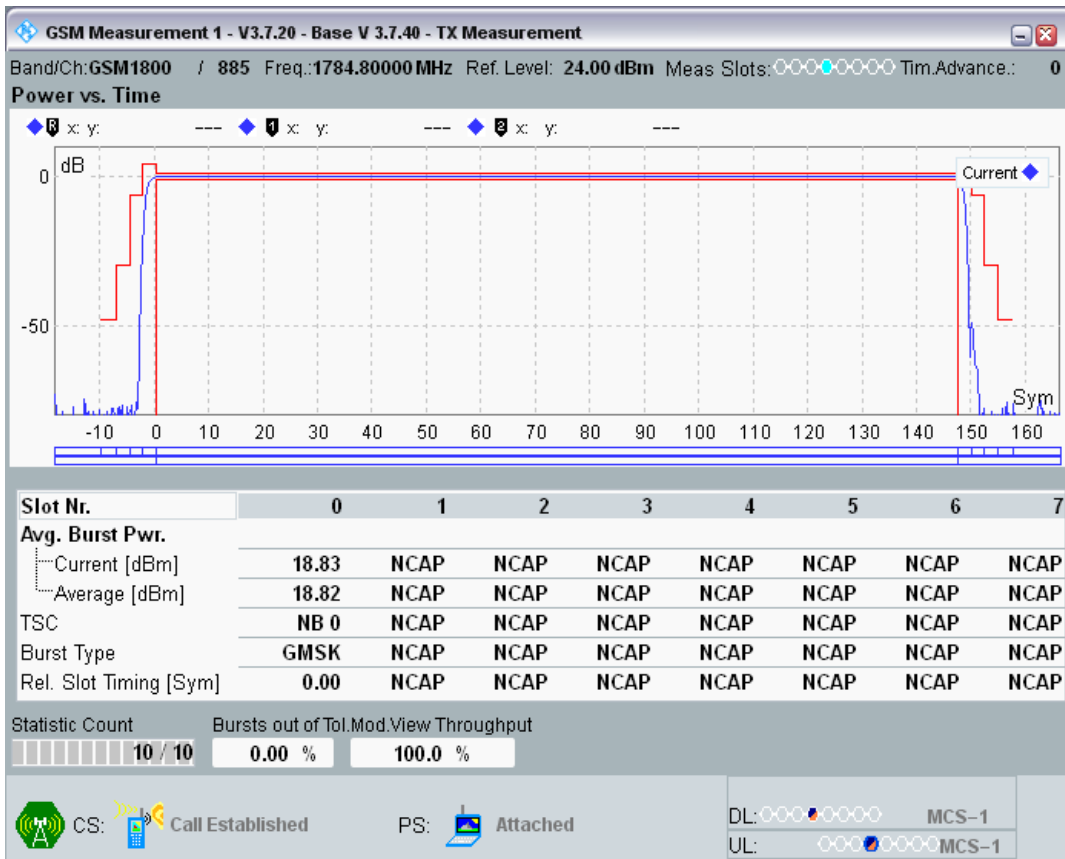 GSM Measurement 1 - V3.7.20 - Base V 3.7.40 - TX Measurement
Band/Ch:GSM1800 / 885 Freq.:1784.80000 MHz Ref. Level: 24.00 dBm Meas Slots: Tim.Advance.: 0
Power vs. Time
R x: y: --- 1 x: y: --- 2 x: y: ---
dB
Current
0
-50
Sym
-10 0 10 20 30 40 50 60 70 80 90 100 110 120 130 140 150 160
Slot Nr. 0 1 2 3 4 5 6 7
Avg. Burst Pwr.
Current [dBm] 18.83 NCAP NCAP NCAP NCAP NCAP NCAP NCAP
Average [dBm] 18.82 NCAP NCAP NCAP NCAP NCAP NCAP NCAP
TSC NB 0 NCAP NCAP NCAP NCAP NCAP NCAP NCAP
Burst Type GMSK NCAP NCAP NCAP NCAP NCAP NCAP NCAP
Rel. Slot Timing [Sym] 0.00 NCAP NCAP NCAP NCAP NCAP NCAP NCAP
Statistic Count Bursts out of Tol.Mod.View Throughput
10 / 10 0.00 % 100.0 %
CS: Call Established PS: Attached
DL: MCS-1
UL: MCS-1